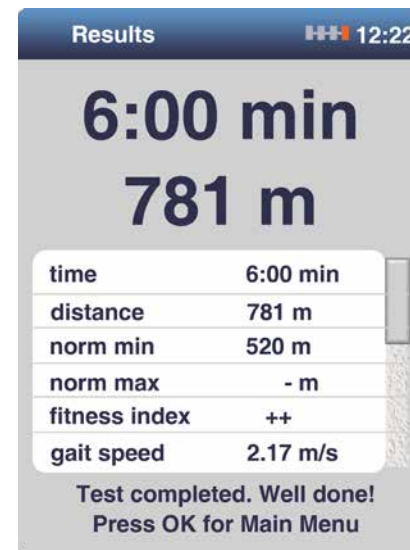 Results 12:22
6:00 min
781 m
time 6:00 min
distance 781 m
norm min 520 m
norm max - m
fitness index ++
gait speed 2.17 m/s
Test completed. Well done!
Press OK for Main Menu